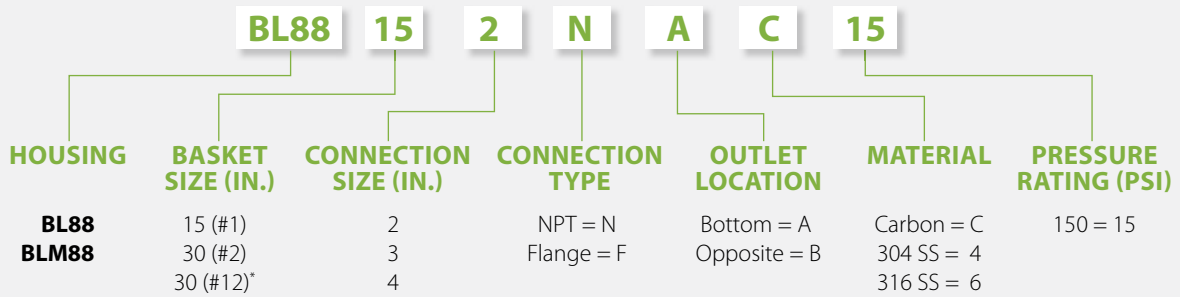 BL88 15 2 N A C 15
HOUSING BASKET SIZE (IN.) CONNECTION SIZE (IN.) CONNECTION TYPE OUTLET LOCATION MATERIAL PRESSURE RATING (PSI)
BL88 15 (#1) 2 NPT = N Bottom = A Carbon = C 150 = 15
BLM88 30 (#2) 3 Flange = F Opposite = B 304 SS = 4
30 (#12)* 4 316 SS = 6